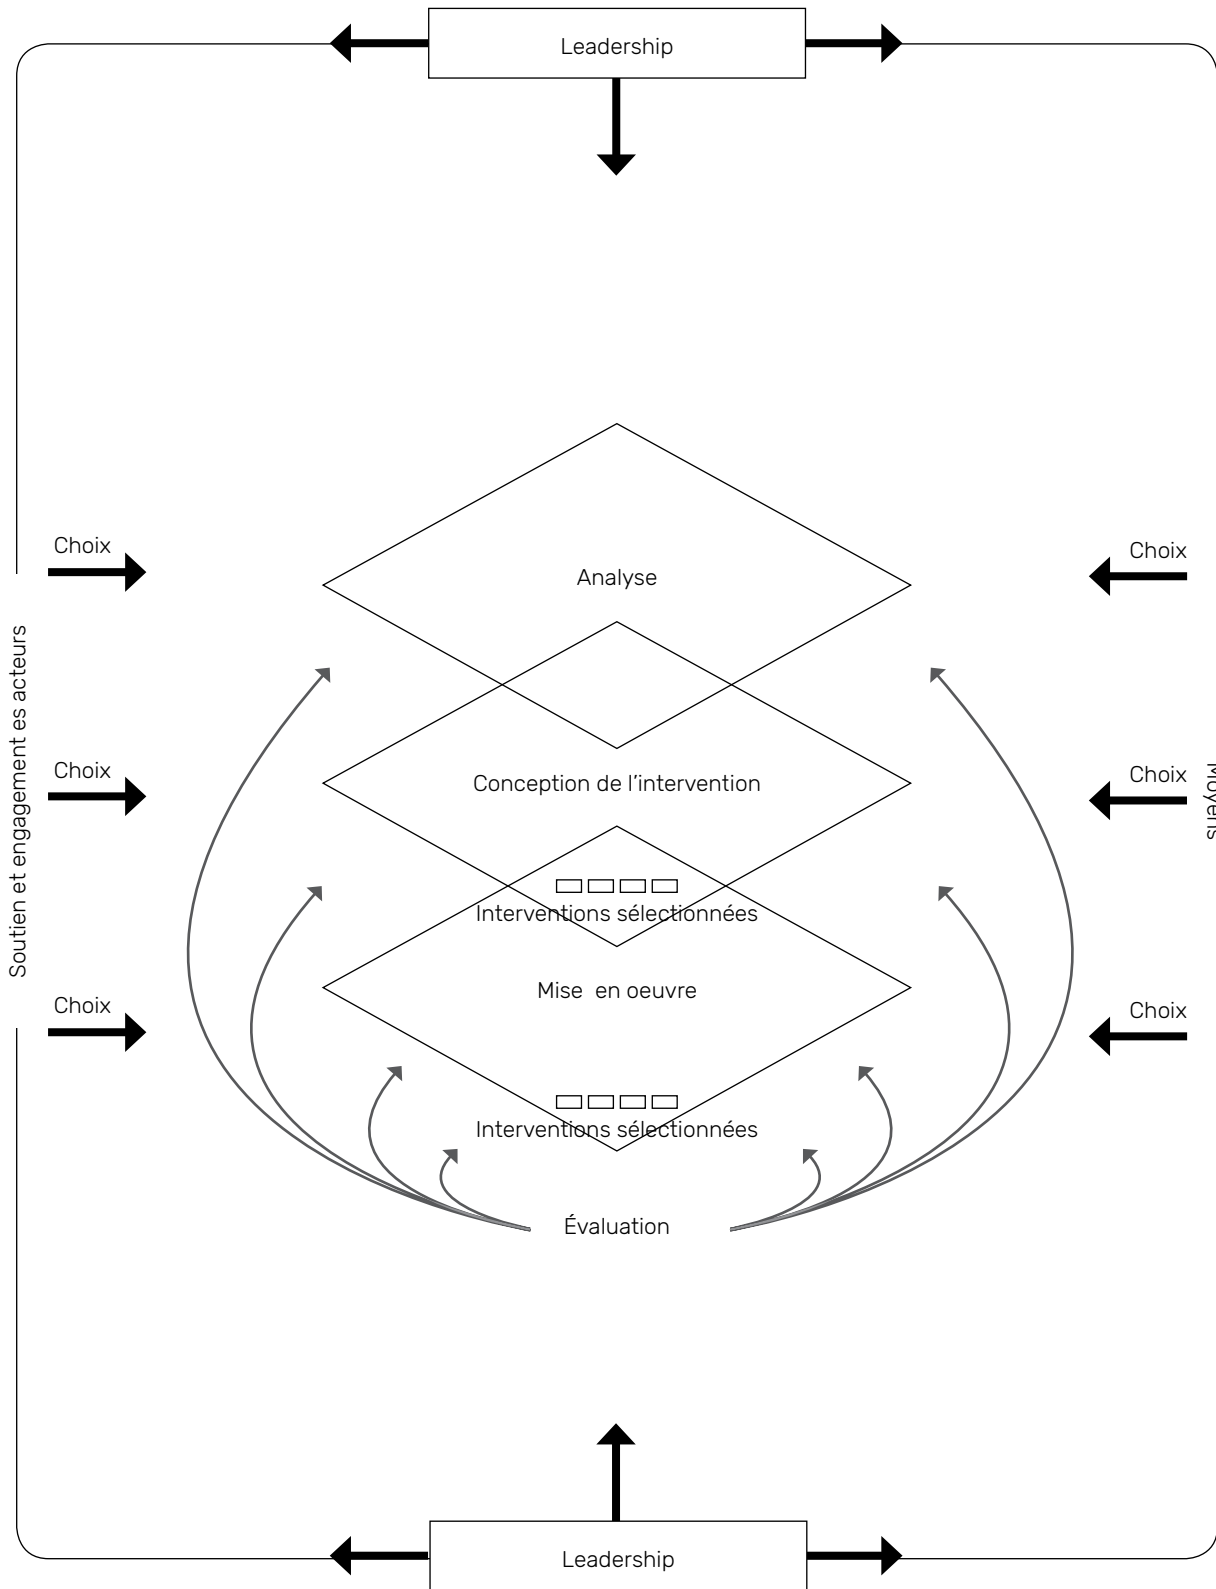 Leadership
Choix
Choix
Analyse
Soutien et engagement es acteurs
Choix
Choix
Conception de l'intervention
Moyens
Interventions sélectionnées
Choix
Choix
Mise en oeuvre
Interventions sélectionnées
Évaluation
Leadership